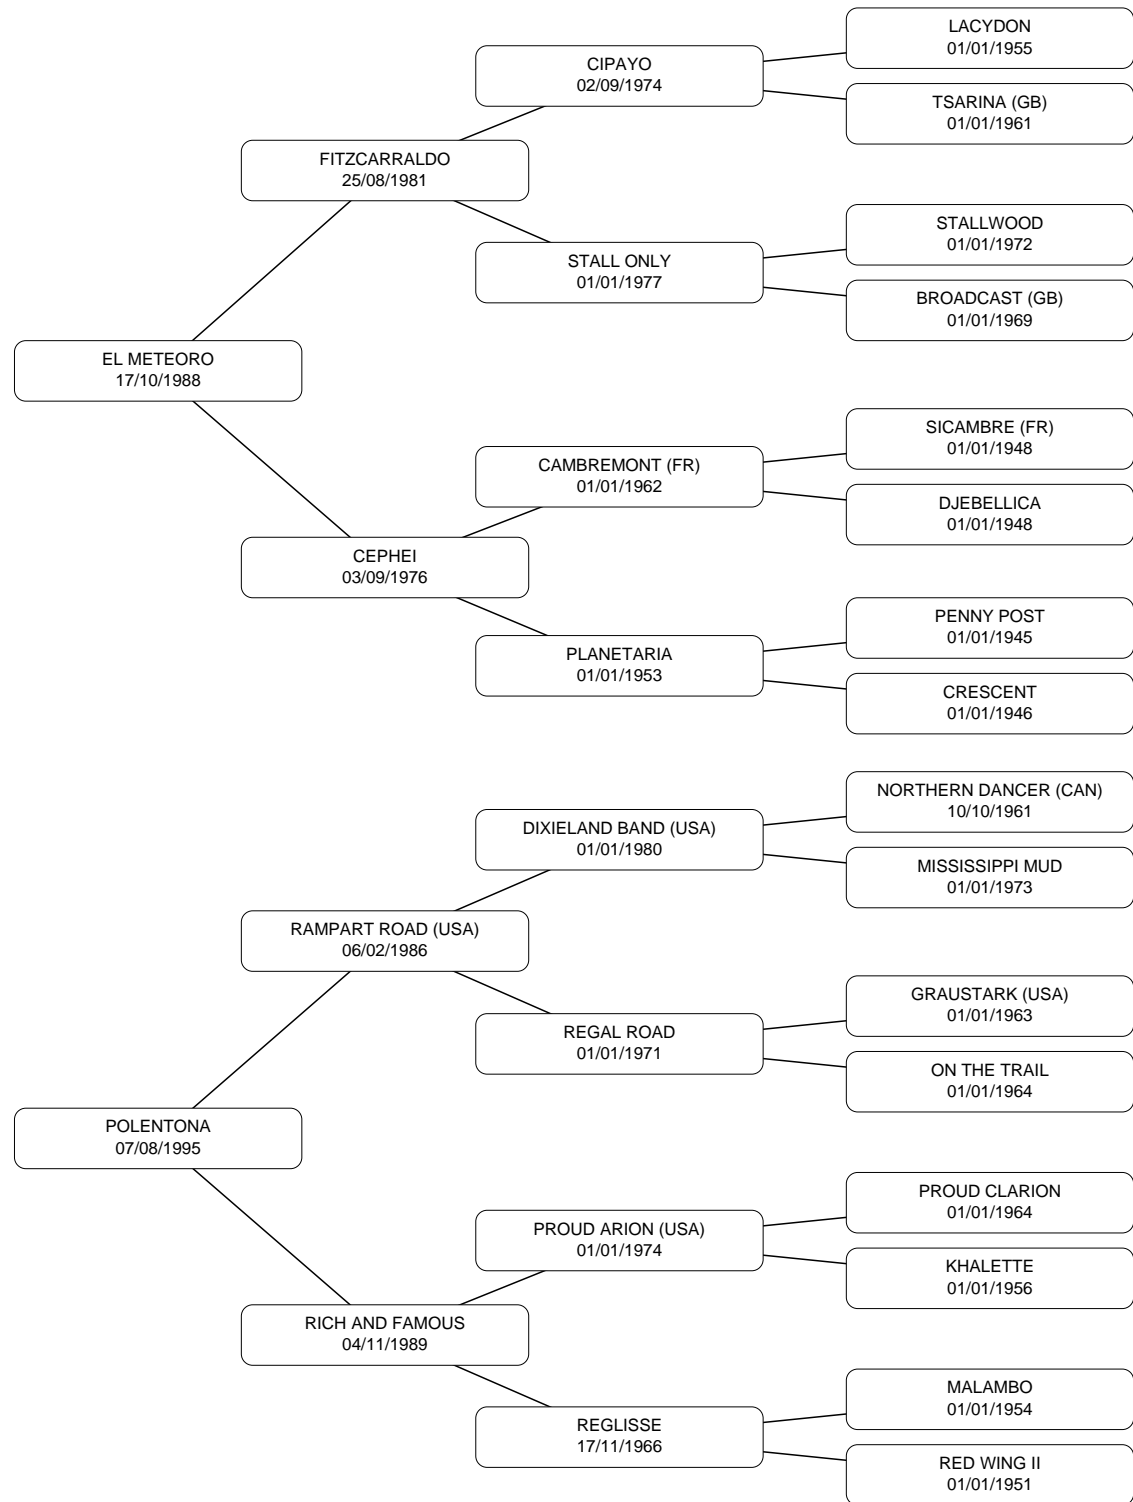 LACYDON
01/01/1955
CIPAYO
02/09/1974
TSARINA (GB)
01/01/1961
FITZCARRALDO
25/08/1981
STALLWOOD
01/01/1972
STALL ONLY
01/01/1977
BROADCAST (GB)
01/01/1969
EL METEORO
17/10/1988
SICAMBRE (FR)
01/01/1948
CAMBREMONT (FR)
01/01/1962
DJEBELLICA
01/01/1948
CEPHEI
03/09/1976
PENNY POST
01/01/1945
PLANETARIA
01/01/1953
CRESCENT
01/01/1946
NORTHERN DANCER (CAN)
10/10/1961
DIXIELAND BAND (USA)
01/01/1980
MISSISSIPPI MUD
01/01/1973
RAMPART ROAD (USA)
06/02/1986
GRAUSTARK (USA)
01/01/1963
REGAL ROAD
01/01/1971
ON THE TRAIL
01/01/1964
POLENTONA
07/08/1995
PROUD CLARION
01/01/1964
PROUD ARION (USA)
01/01/1974
KHALETTE
01/01/1956
RICH AND FAMOUS
04/11/1989
MALAMBO
01/01/1954
REGLISSE
17/11/1966
RED WING II
01/01/1951